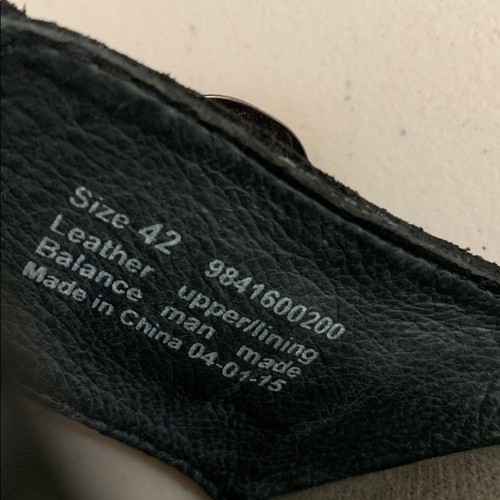 Size 42 9841600200
Leather upper/lining
Balance man made
Made in China 04-01-15